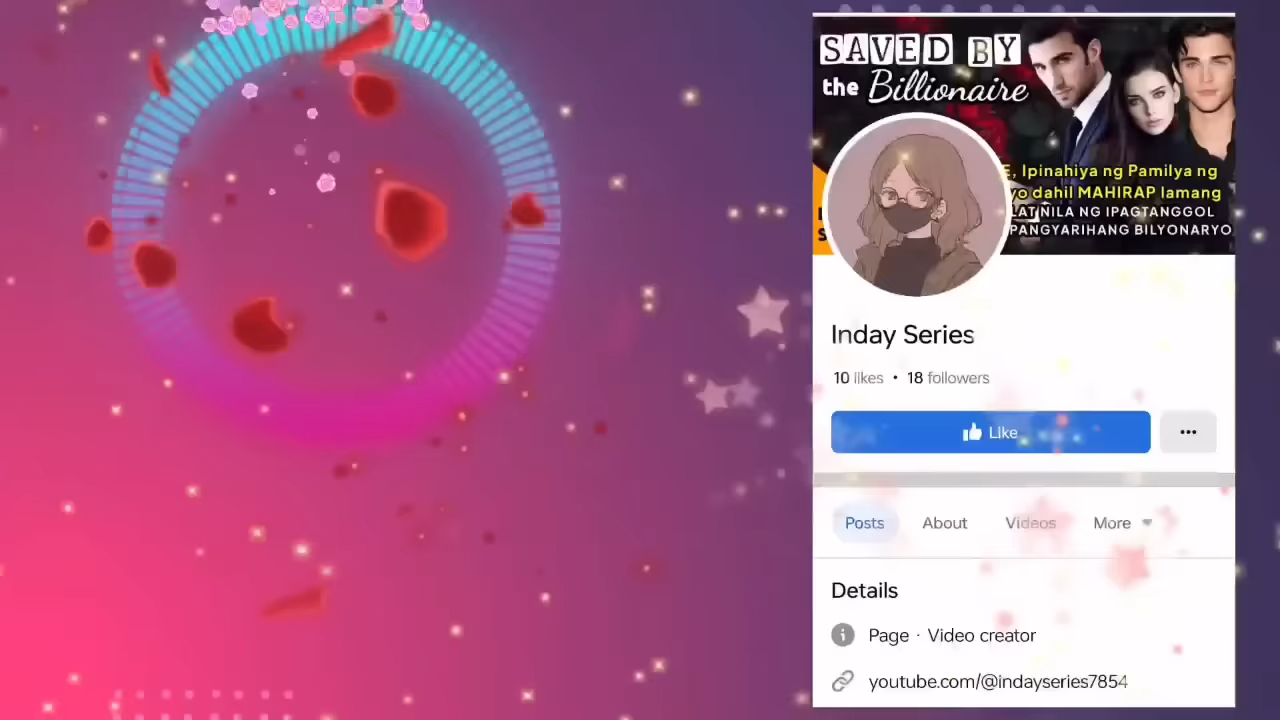 SAVED BY
the Billionaire
E, Ipinahiya ng Pamilya ng
yo dahil MAHIRAP lamang
LAT NILA NG IPAGTANGGOL
PANGYARIHANG BILYONARYO
Inday Series
10 likes • 18 followers
Like
Posts About Videos More
Details
Page · Video creator
youtube.com/@indayseries7854